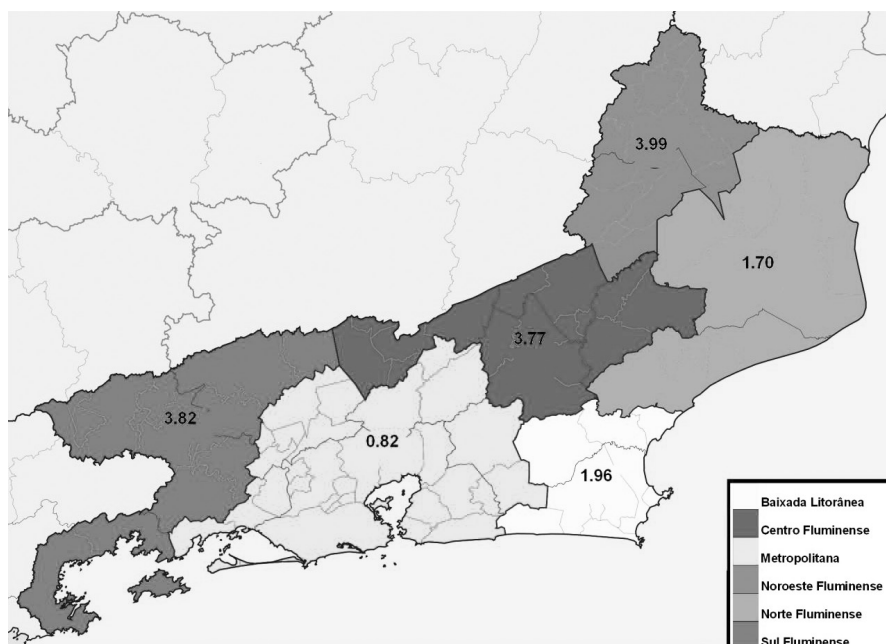 3.99
1.70
3.77
3.82
0.82
1.96
Baixada Litorânea
Centro Fluminense
Metropolitana
Noroeste Fluminense
Norte Fluminense
Sul Fluminense